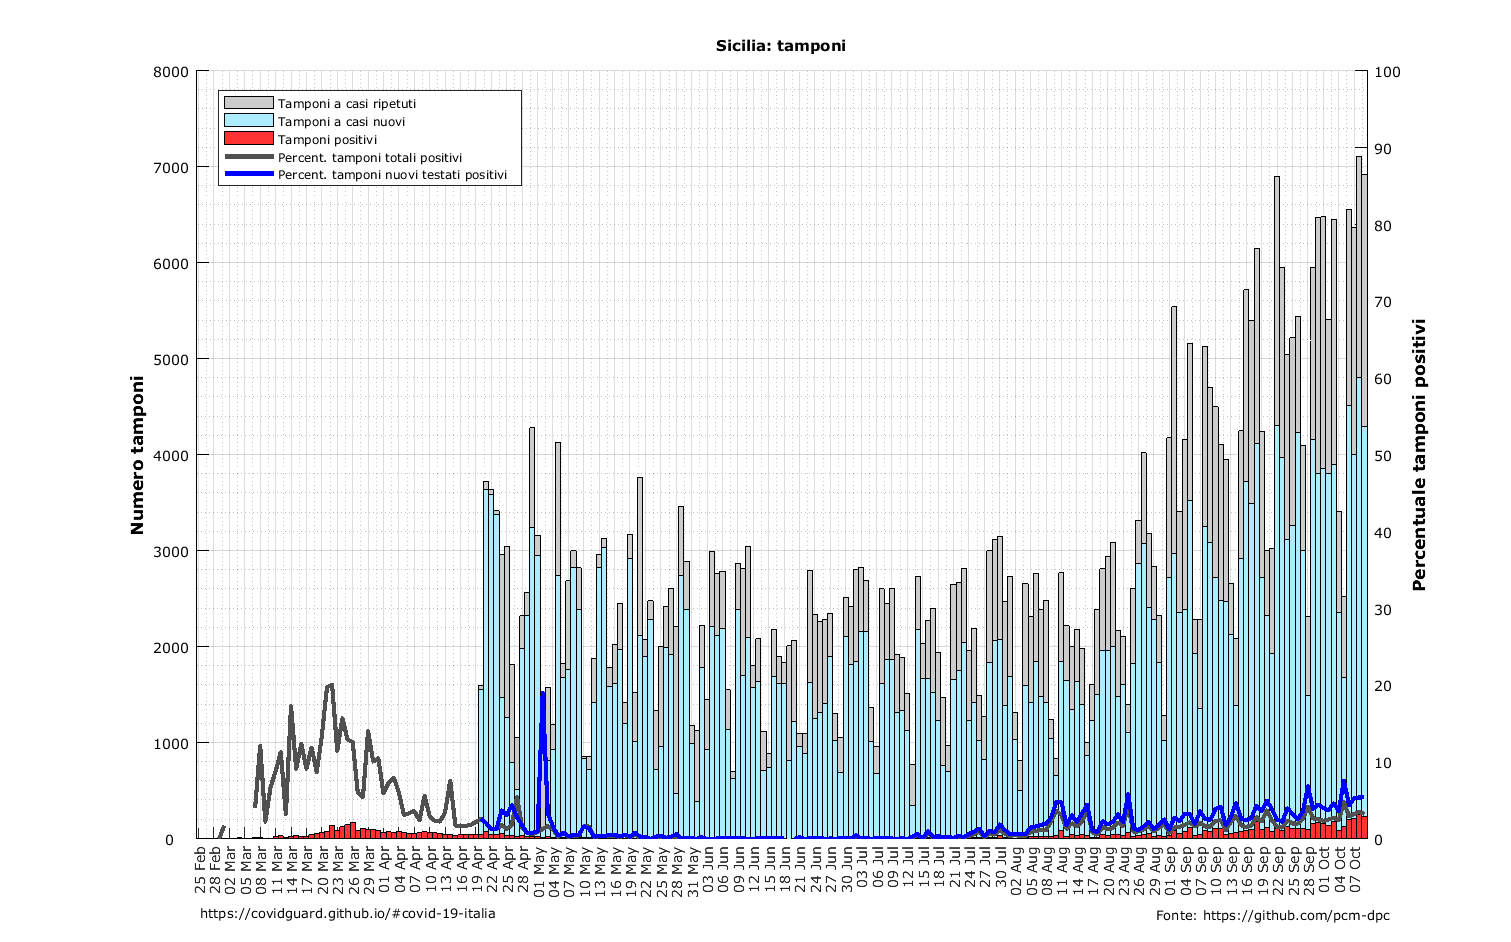 Sicilia: tamponi
Tamponi a casi ripetuti
Tamponi a casi nuovi
Tamponi positivi
Percent. tamponi totali positivi
Percent. tamponi nuovi testati positivi
Numero tamponi
8000
7000
6000
5000
4000
3000
2000
1000
0
Percentuale tamponi positivi
100
90
80
70
60
50
40
30
20
10
0
25 Feb
28 Feb
02 Mar
05 Mar
08 Mar
11 Mar
14 Mar
17 Mar
20 Mar
23 Mar
26 Mar
29 Mar
01 Apr
04 Apr
07 Apr
10 Apr
13 Apr
16 Apr
19 Apr
22 Apr
25 Apr
28 Apr
01 May
04 May
07 May
10 May
13 May
16 May
19 May
22 May
25 May
28 May
31 May
03 Jun
06 Jun
09 Jun
12 Jun
15 Jun
18 Jun
21 Jun
24 Jun
27 Jun
30 Jun
03 Jul
06 Jul
09 Jul
12 Jul
15 Jul
18 Jul
21 Jul
24 Jul
27 Jul
30 Jul
02 Aug
05 Aug
08 Aug
11 Aug
14 Aug
17 Aug
20 Aug
23 Aug
26 Aug
29 Aug
01 Sep
04 Sep
07 Sep
10 Sep
13 Sep
16 Sep
19 Sep
22 Sep
25 Sep
28 Sep
01 Oct
04 Oct
07 Oct
https://covidguard.github.io/#covid-19-italia
Fonte: https://github.com/pcm-dpc